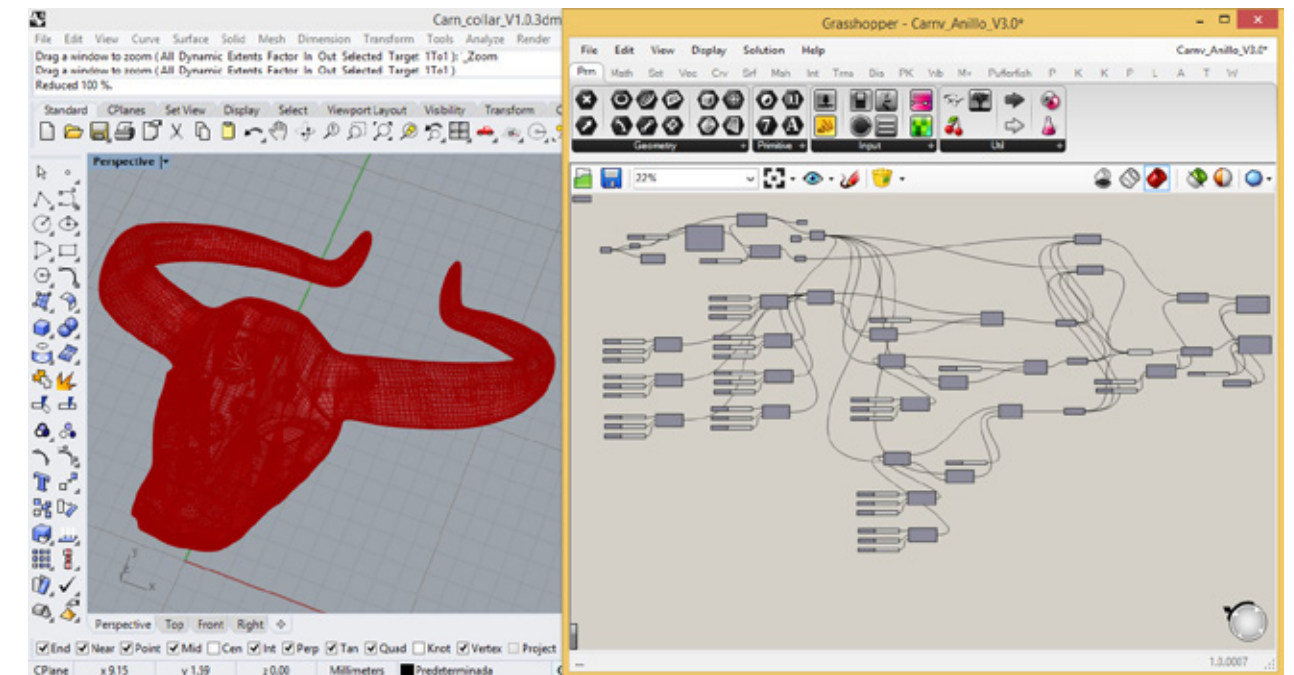 Carn_collar_V1.0.3dm
File Edit View Curve Surface Solid Mesh Dimension Transform Tools Analyze Render
Drag a window to zoom ( All Dynamic Extents Factor In Out Selected Target 1To1 ): '_Zoom
Drag a window to zoom ( All Dynamic Extents Factor In Out Selected Target 1To1 )
Reduced 100 %.
Standard CPlanes Set View Display Select Viewport Layout Visibility Transform
Perspective
y
x
Perspective Top Front Right
End Near Point Mid Cen Int Perp Tan Quad Knot Vertex Project
CPlane x 9.15 y 1.59 z 0.00 Millimeters Predeterminada
Grasshopper - Carnv_Anillo_V3.0*
File Edit View Display Solution Help Carnv_Anillo_V3.0*
Prm Math Set Vec Crv Srf Msh Int Trns Dis PK Wb M+ Pufferfish P K K P L A T W
Geometry Primitive Input Util
22%
1.0.0007